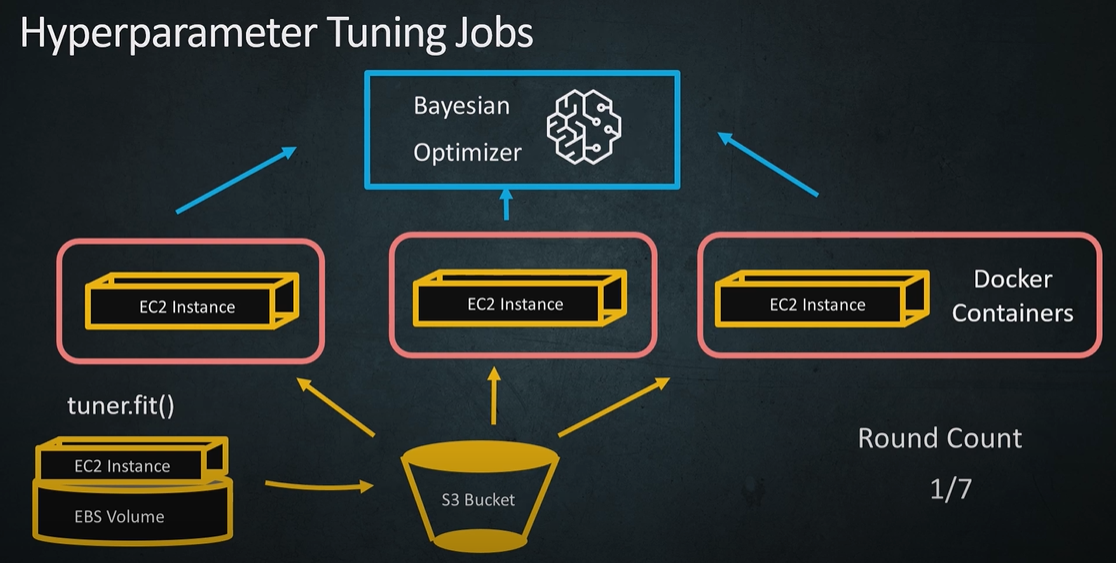 Hyperparameter Tuning Jobs
Bayesian
Optimizer
EC2 Instance
EC2 Instance
EC2 Instance
Docker
Containers
tuner.fit()
EC2 Instance
EBS Volume
S3 Bucket
Round Count
1/7